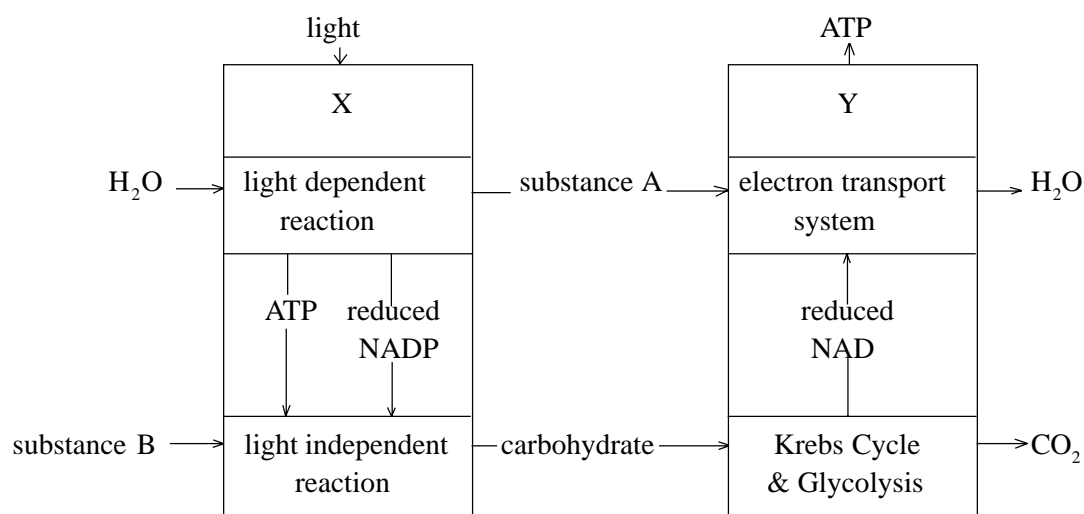 light
ATP
X
Y
H₂O
light dependent
reaction
substance A
electron transport
system
H₂O
ATP
reduced
NADP
reduced
NAD
substance B
light independent
reaction
carbohydrate
Krebs Cycle
& Glycolysis
CO₂